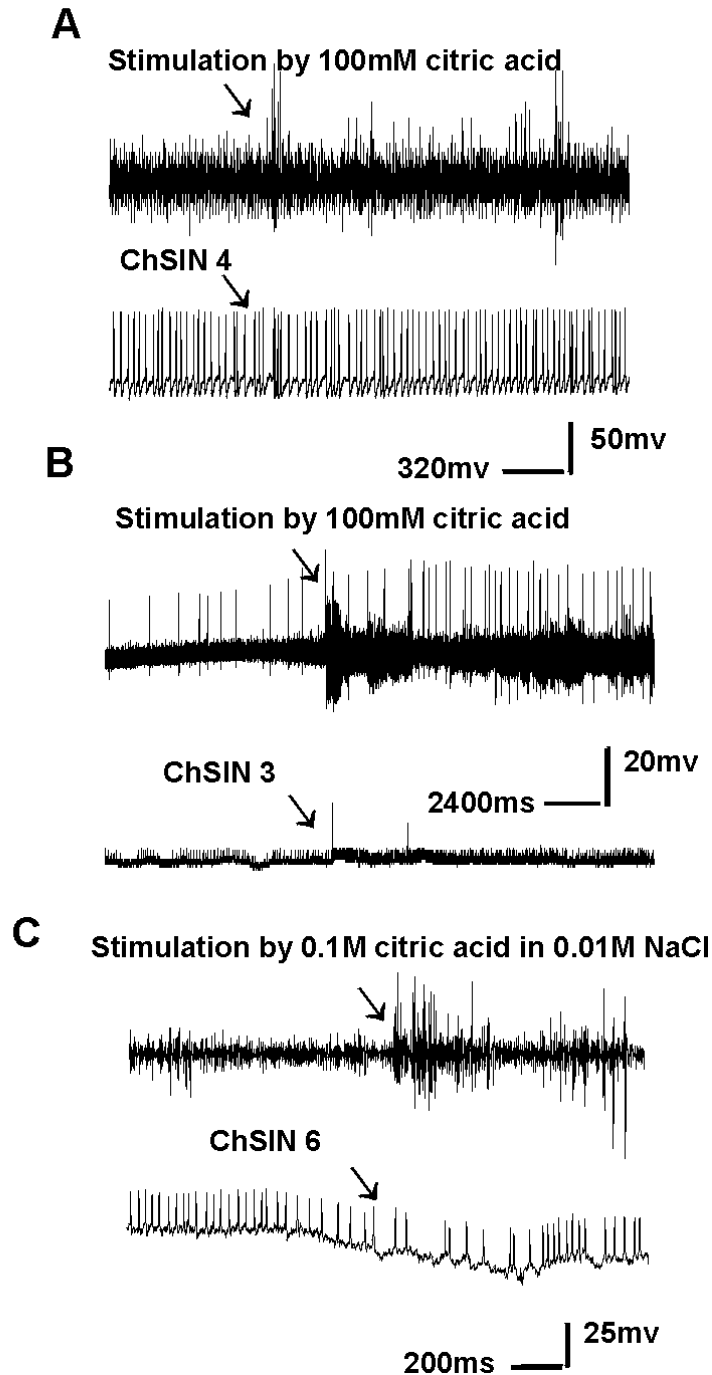 A
Stimulation by 100mM citric acid
ChSIN 4
50mv
320mv
B
Stimulation by 100mM citric acid
ChSIN 3
20mv
2400ms
C
Stimulation by 0.1M citric acid in 0.01M NaCl
ChSIN 6
25mv
200ms